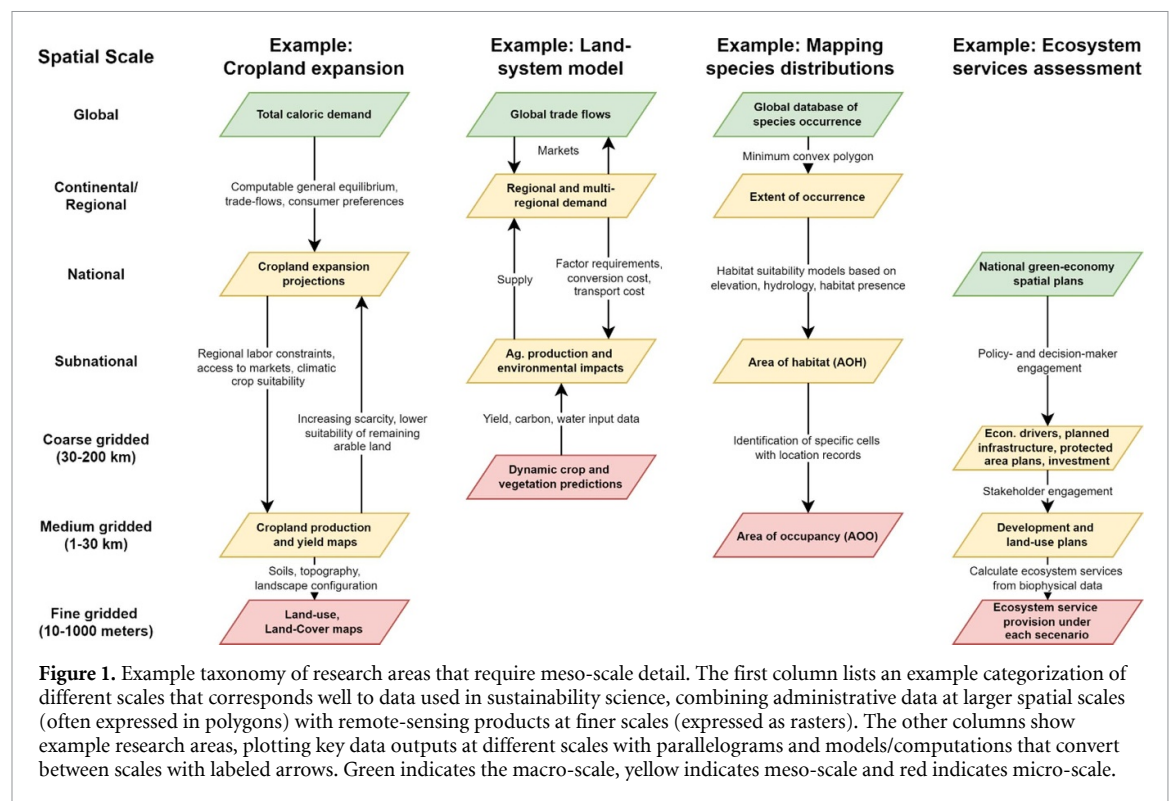 Spatial Scale
Example:
Cropland expansion
Example: Land-
system model
Example: Mapping
species distributions
Example: Ecosystem
services assessment
Global
Total caloric demand
Global trade flows
Global database of
species occurrence
Markets
Minimum convex polygon
Continental/
Regional
Computable general equilibrium,
trade-flows, consumer preferences
Regional and multi-
regional demand
Extent of occurrence
National
Cropland expansion
projections
Supply
Factor requirements,
conversion cost,
transport cost
Habitat suitability models based on
elevation, hydrology, habitat presence
National green-economy
spatial plans
Subnational
Regional labor constraints,
access to markets, climatic
crop suitability
Ag. production and
environmental impacts
Area of habitat (AOH)
Policy- and decision-maker
engagement
Coarse gridded
(30-200 km)
Increasing scarcity, lower
suitability of remaining
arable land
Yield, carbon, water input data
Dynamic crop and
vegetation predictions
Identification of specific cells
with location records
Econ. drivers, planned
infrastructure, protected
area plans, investment
Stakeholder engagement
Medium gridded
(1-30 km)
Cropland production
and yield maps
Area of occupancy (AOO)
Development and
land-use plans
Soils, topography,
landscape configuration
Calculate ecosystem services
from biophysical data
Fine gridded
(10-1000 meters)
Land-use,
Land-Cover maps
Ecosystem service
provision under
each secenario
Figure 1. Example taxonomy of research areas that require meso-scale detail. The first column lists an example categorization of
different scales that corresponds well to data used in sustainability science, combining administrative data at larger spatial scales
(often expressed in polygons) with remote-sensing products at finer scales (expressed as rasters). The other columns show
example research areas, plotting key data outputs at different scales with parallelograms and models/computations that convert
between scales with labeled arrows. Green indicates the macro-scale, yellow indicates meso-scale and red indicates micro-scale.